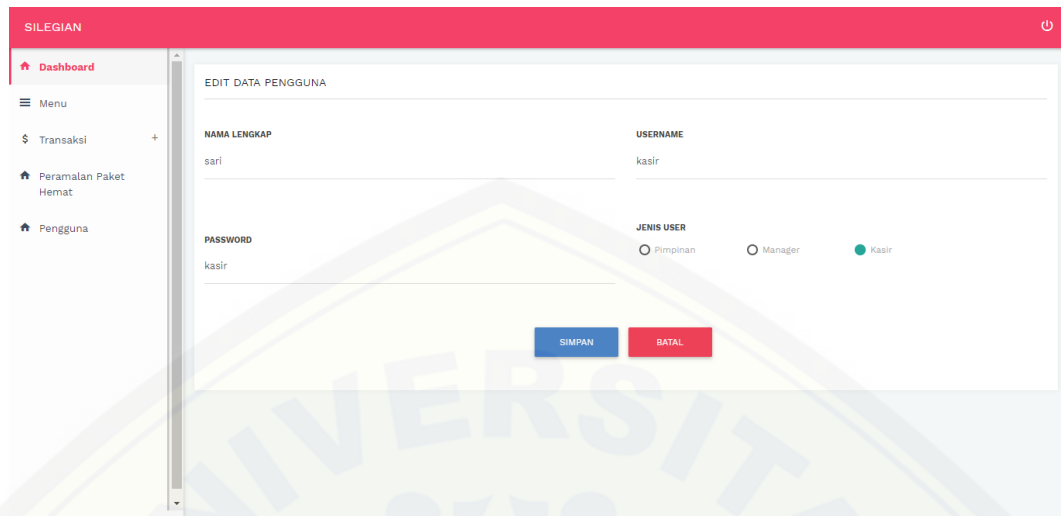 SILEGIAN
Dashboard
Menu
$ Transaksi +
Peramalan Paket
Hemat
Pengguna
EDIT DATA PENGGUNA
NAMA LENGKAP
sari
USERNAME
kasir
PASSWORD
kasir
JENIS USER
Pimpinan Manager Kasir
SIMPAN BATAL